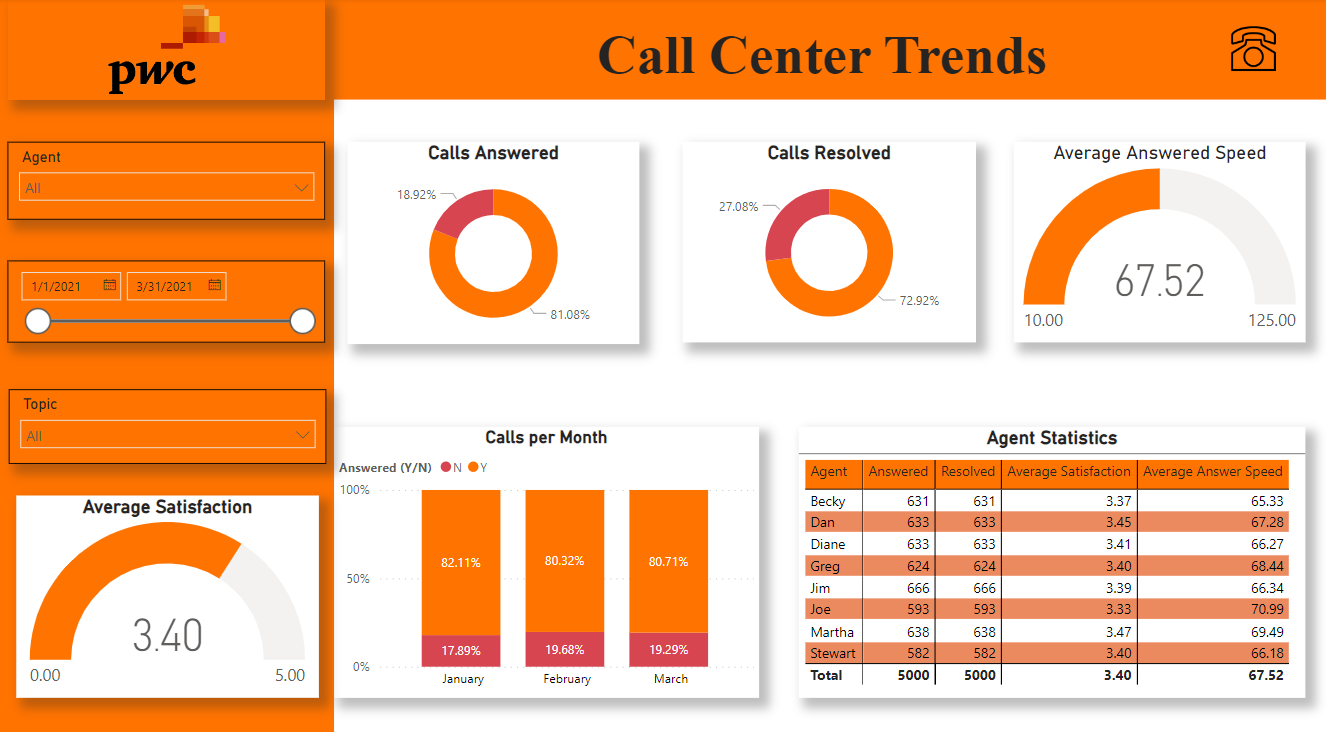 pwc
Call Center Trends
Agent
All
1/1/2021 3/31/2021
Topic
All
Average Satisfaction
3.40
0.00 5.00
Calls Answered
18.92%
81.08%
Calls Resolved
27.08%
72.92%
Average Answered Speed
67.52
10.00 125.00
Calls per Month
Answered (Y/N) N Y
100%
82.11% 80.32% 80.71%
50%
17.89% 19.68% 19.29%
0%
January February March
Agent Statistics
Agent Answered Resolved Average Satisfaction Average Answer Speed
Becky 631 631 3.37 65.33
Dan 633 633 3.45 67.28
Diane 633 633 3.41 66.27
Greg 624 624 3.40 68.44
Jim 666 666 3.39 66.34
Joe 593 593 3.33 70.99
Martha 638 638 3.47 69.49
Stewart 582 582 3.40 66.18
Total 5000 5000 3.40 67.52